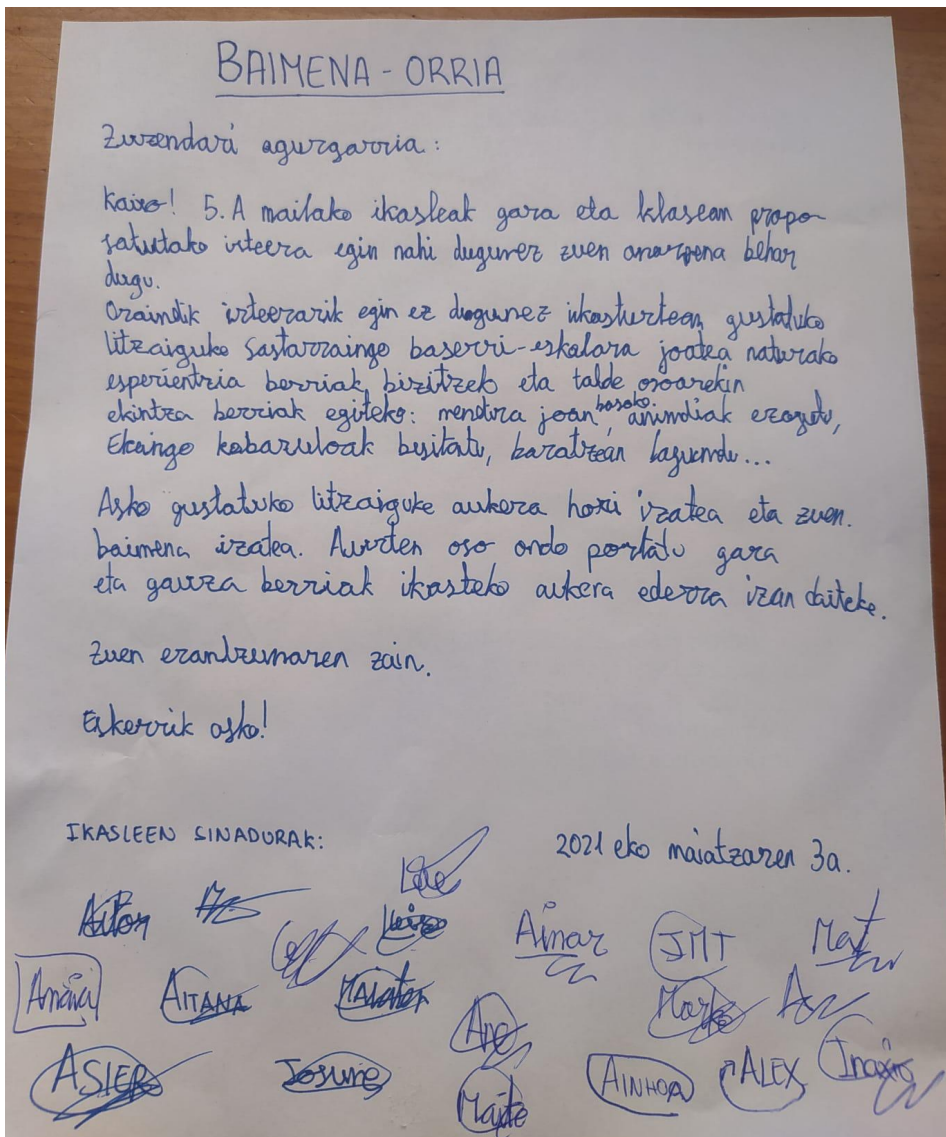 BAIMENA - ORRIA
Zuzendari agurgarria:
Kaixo! 5. A mailako ikasleak gara eta klasean propo-
satutako irteera egin nahi dugunez zuen onarpena behar
dugu.
Oraindik irteerarik egin ez dugunez ikasturtean, gustatuko
litzaiguke Sastarraingo baserri-eskolara joatea naturako
esperientzia berriak bizitzeko eta talde osoarekin
ekintza berriak egiteko: mendira joan, basoko animaliak ezagutu,
Ekaingo kobazuloak bisitatu, baratzean lagundu...
Asko gustatuko litzaiguke aukera hori izatea eta zuen.
baimena izatea. Aurten oso ondo portatu gara
eta gauza berriak ikasteko aukera ederra izan daiteke.
Zuen erantzunaren zain.
Eskerrik asko!
IKASLEEN SINADURAK: 2021 eko maiatzaren 3a.
Aitor Ainar JMT
AITANA Ane
ASIER Josune Maite AINHOA ALEX